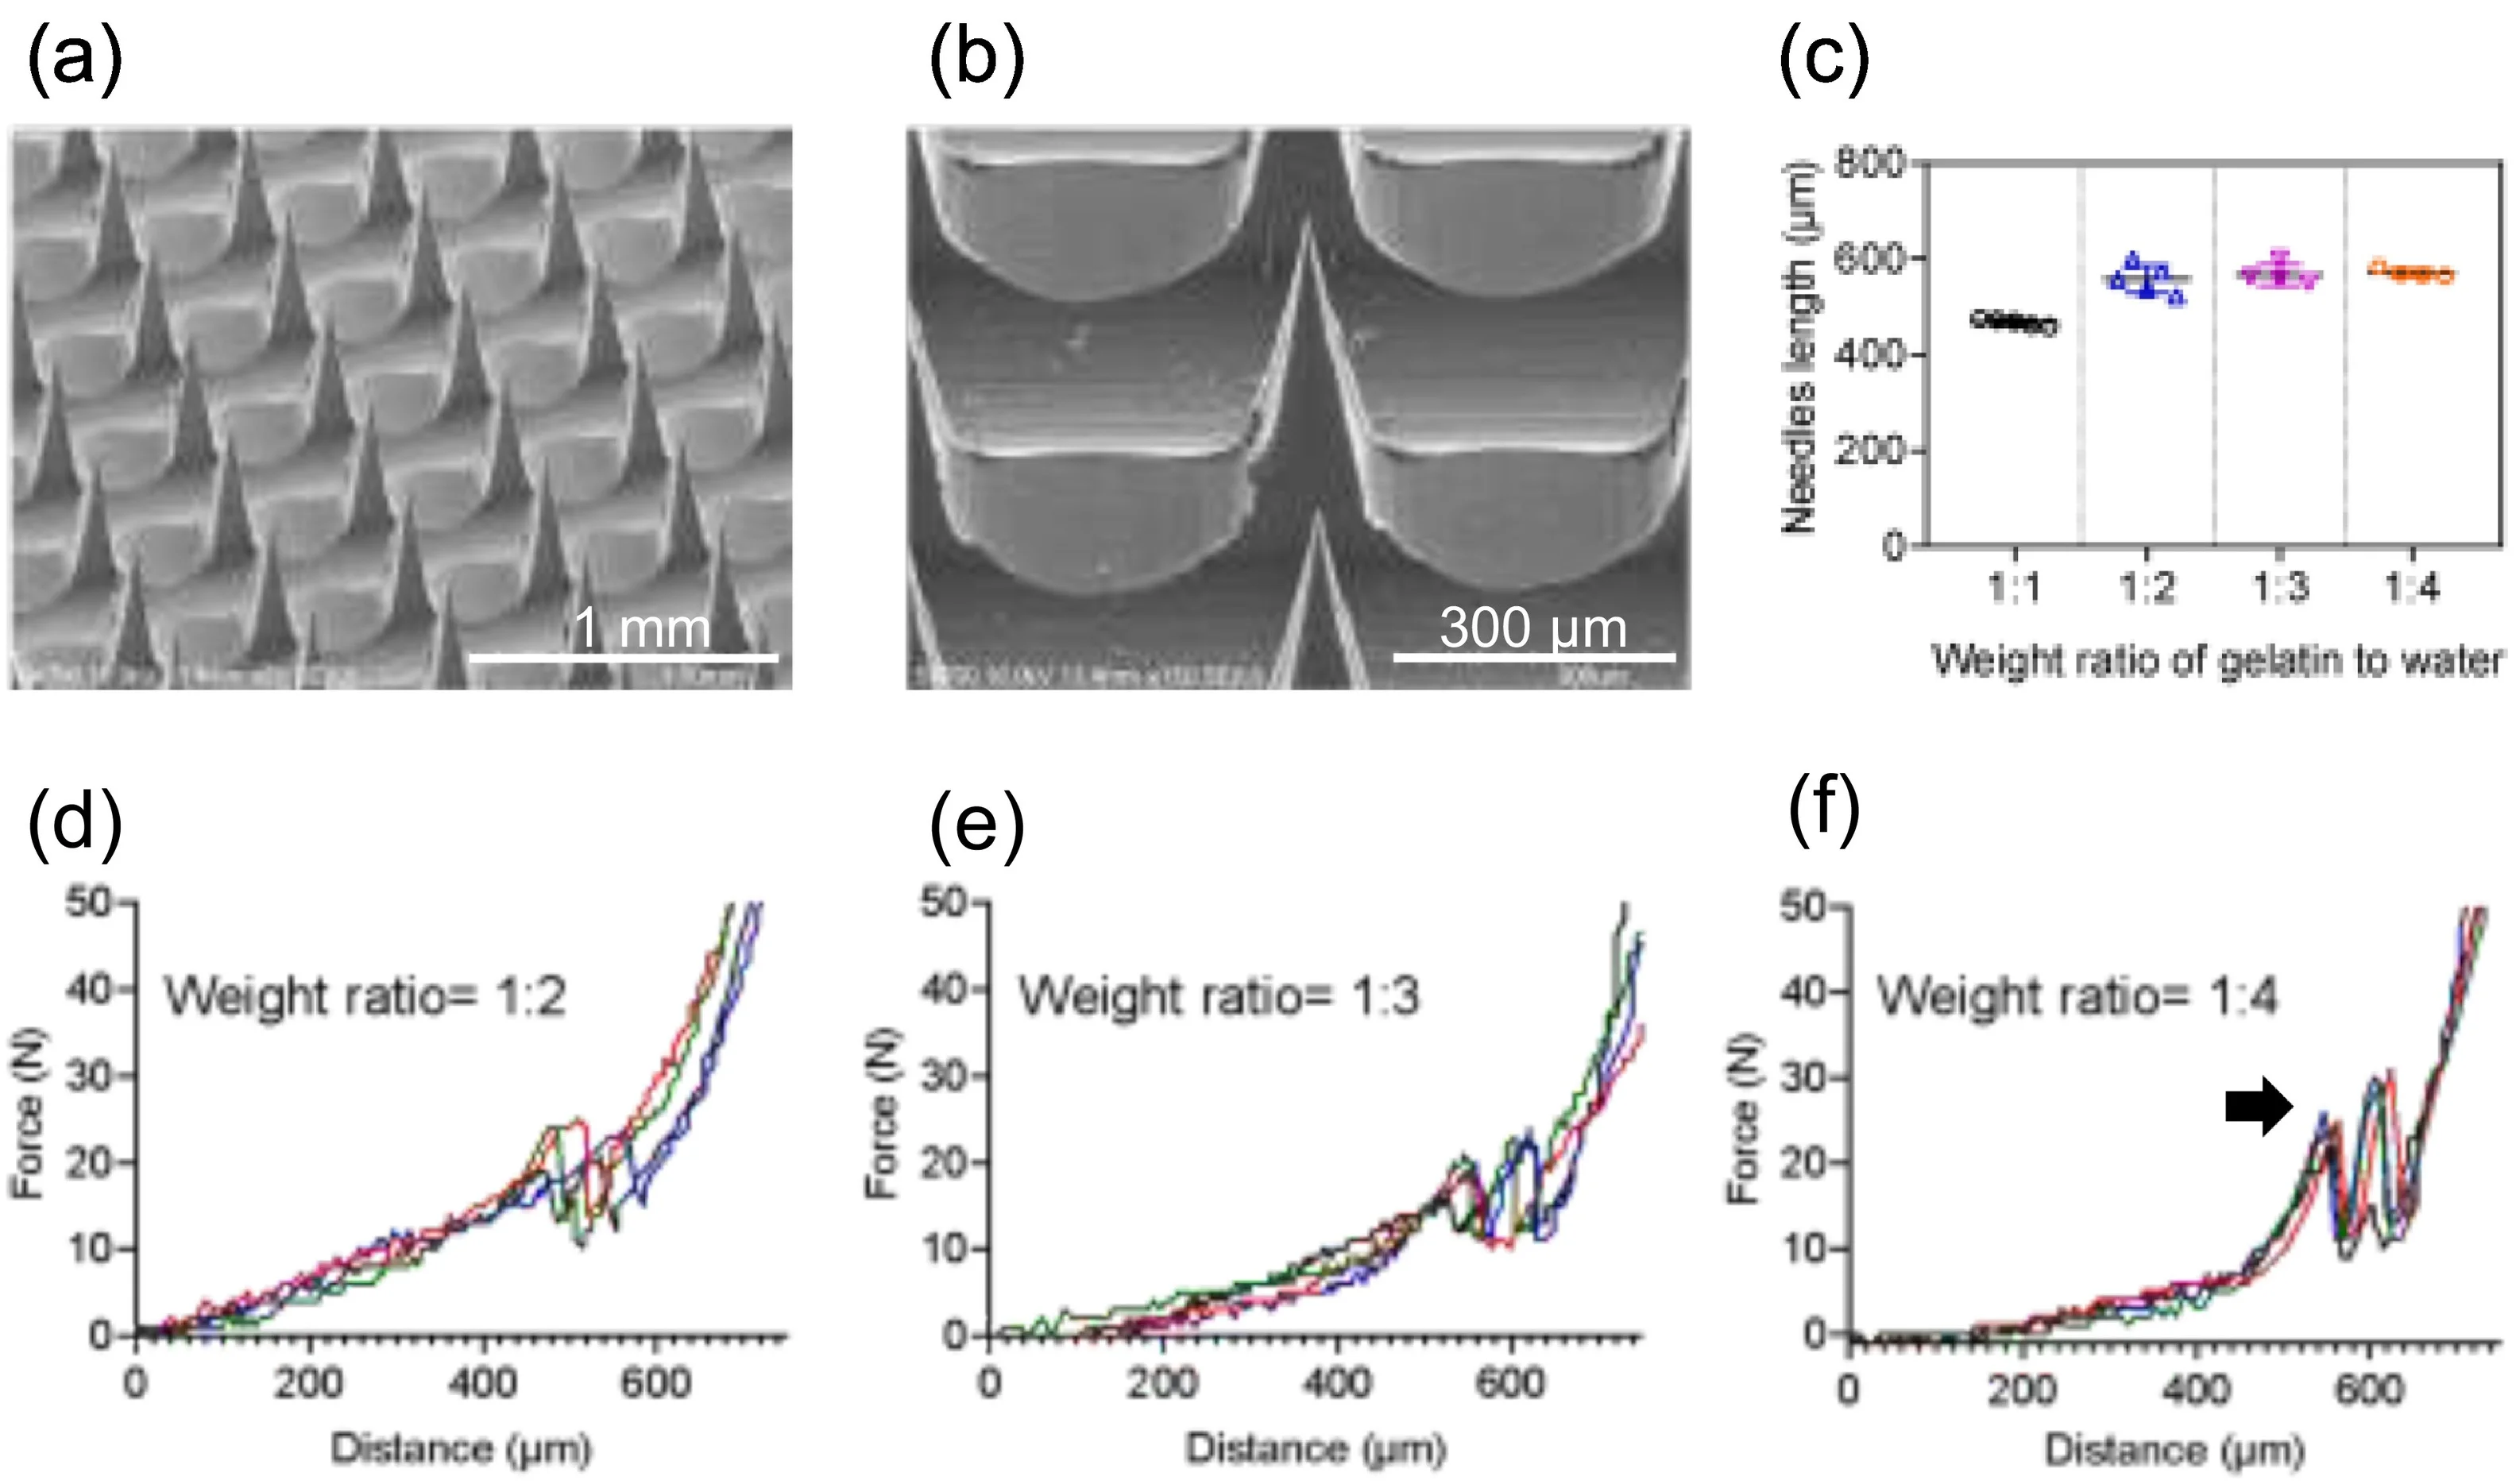 (a)
(b)
(c)
1 mm
300 µm
800
600
400
200
0
Needles length (µm)
1:1 1:2 1:3 1:4
Weight ratio of gelatin to water
(d)
(e)
(f)
50
40
30
20
10
0
Force (N)
Weight ratio= 1:2
0 200 400 600
Distance (µm)
50
40
30
20
10
0
Force (N)
Weight ratio= 1:3
0 200 400 600
Distance (µm)
50
40
30
20
10
0
Force (N)
Weight ratio= 1:4
0 200 400 600
Distance (µm)